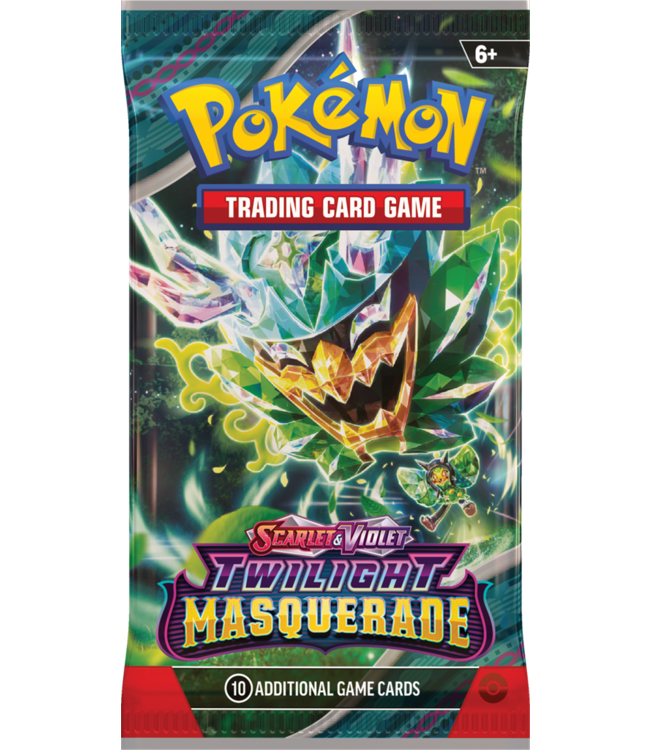 6+
POKéMON
™
TRADING CARD GAME
SCARLET & VIOLET
TWILIGHT
MASQUERADE
10 ADDITIONAL GAME CARDS